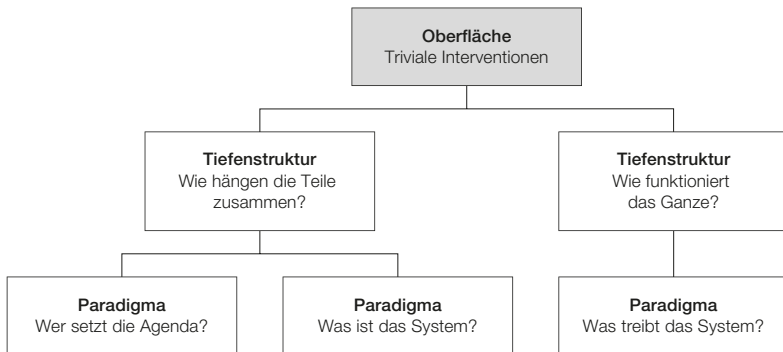 Oberfläche
Triviale Interventionen
Tiefenstruktur
Wie hängen die Teile
zusammen?
Tiefenstruktur
Wie funktioniert
das Ganze?
Paradigma
Wer setzt die Agenda?
Paradigma
Was ist das System?
Paradigma
Was treibt das System?